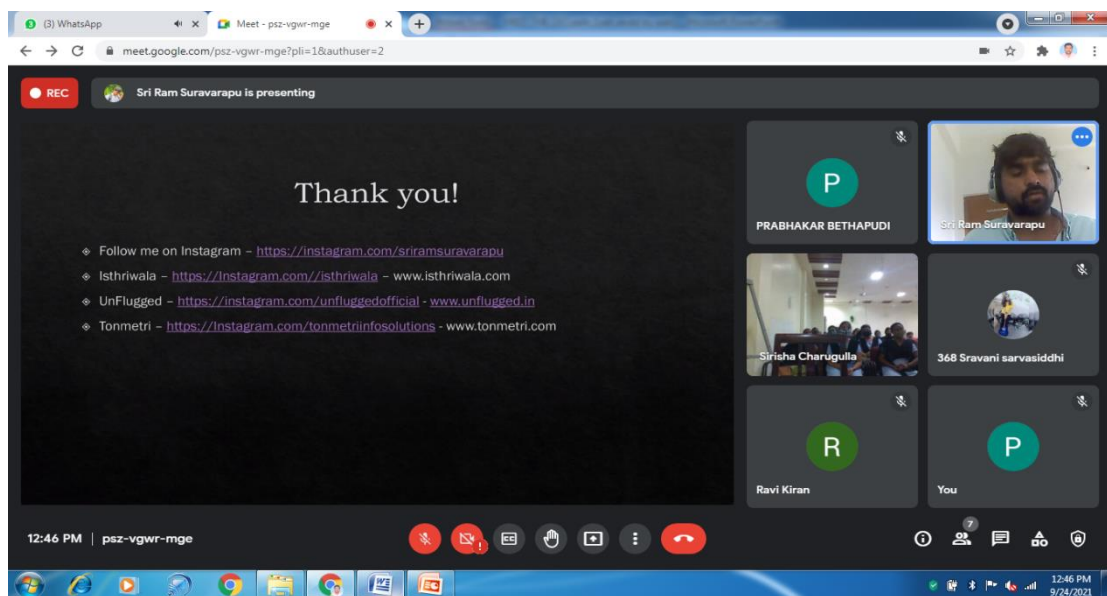 (3) WhatsApp
Meet - psz-vgwr-mge
meet.google.com/psz-vgwr-mge?pli=1&authuser=2
REC
Sri Ram Suravarapu is presenting
Thank you!
Follow me on Instagram – https://instagram.com/sriramsuravarapu
Isthriwala – https://Instagram.com//isthriwala – www.isthriwala.com
UnFlugged – https://instagram.com/unfluggedofficial - www.unflugged.in
Tonmetri – https://Instagram.com/tonmetriinfosolutions - www.tonmetri.com
P
PRABHAKAR BETHAPUDI
Sri Ram Suravarapu
Sirisha Charugulla
368 Sravani sarvasiddhi
R
Ravi Kiran
P
You
12:46 PM | psz-vgwr-mge
CC
7
12:46 PM
9/24/2021